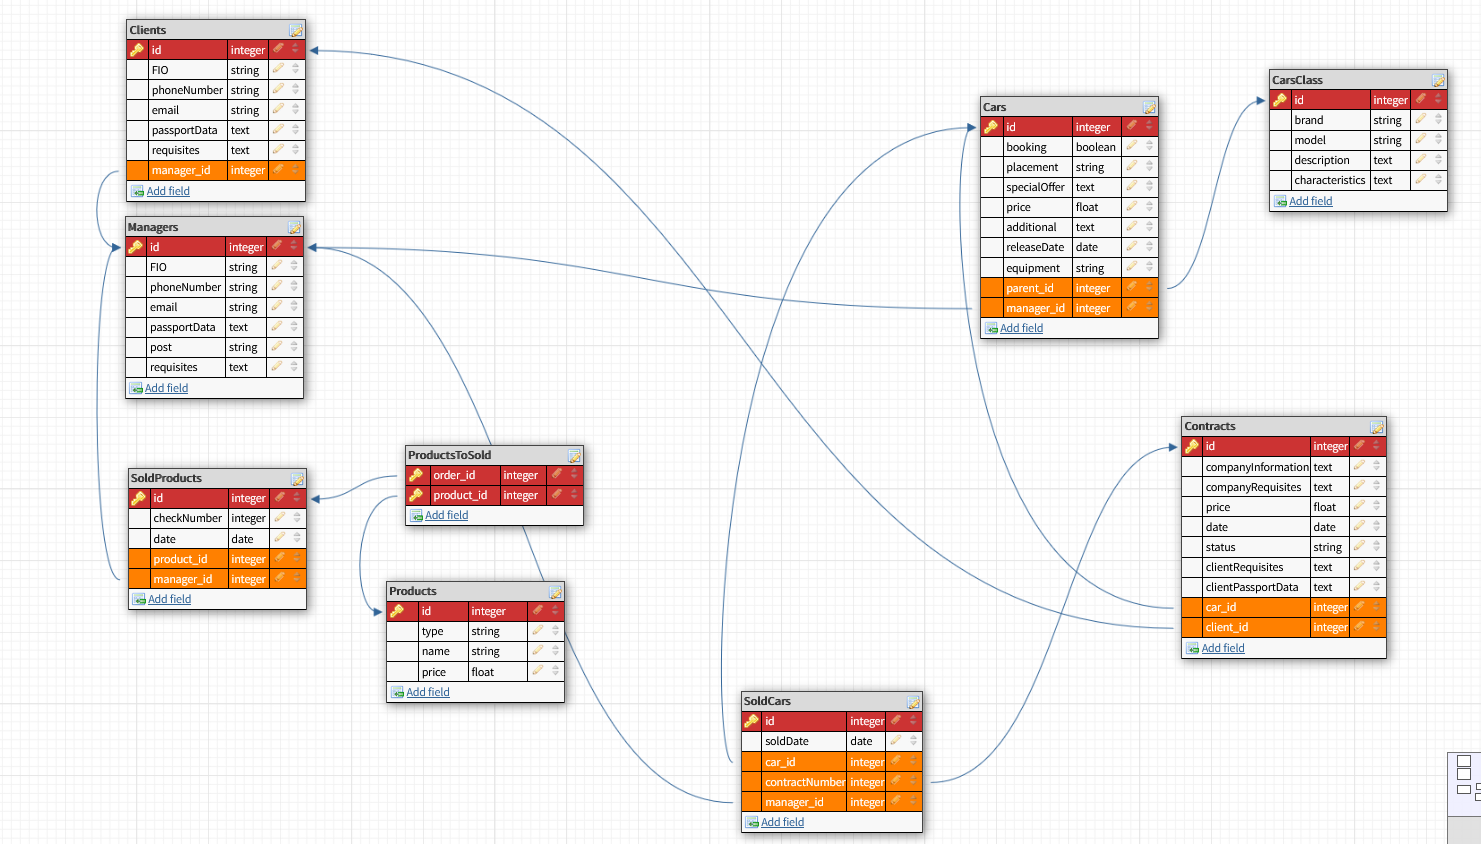 Clients
id integer
FIO string
phoneNumber string
email string
passportData text
requisites text
manager_id integer
Add field
Managers
id integer
FIO string
phoneNumber string
email string
passportData text
post string
requisites text
Add field
SoldProducts
id integer
checkNumber integer
date date
product_id integer
manager_id integer
Add field
ProductsToSold
order_id integer
product_id integer
Add field
Products
id integer
type string
name string
price float
Add field
SoldCars
id integer
soldDate date
car_id integer
contractNumber integer
manager_id integer
Add field
Cars
id integer
booking boolean
placement string
specialOffer text
price float
additional text
releaseDate date
equipment string
parent_id integer
manager_id integer
Add field
CarsClass
id integer
brand string
model string
description text
characteristics text
Add field
Contracts
id integer
companyInformation text
companyRequisites text
price float
date date
status string
clientRequisites text
clientPassportData text
car_id integer
client_id integer
Add field